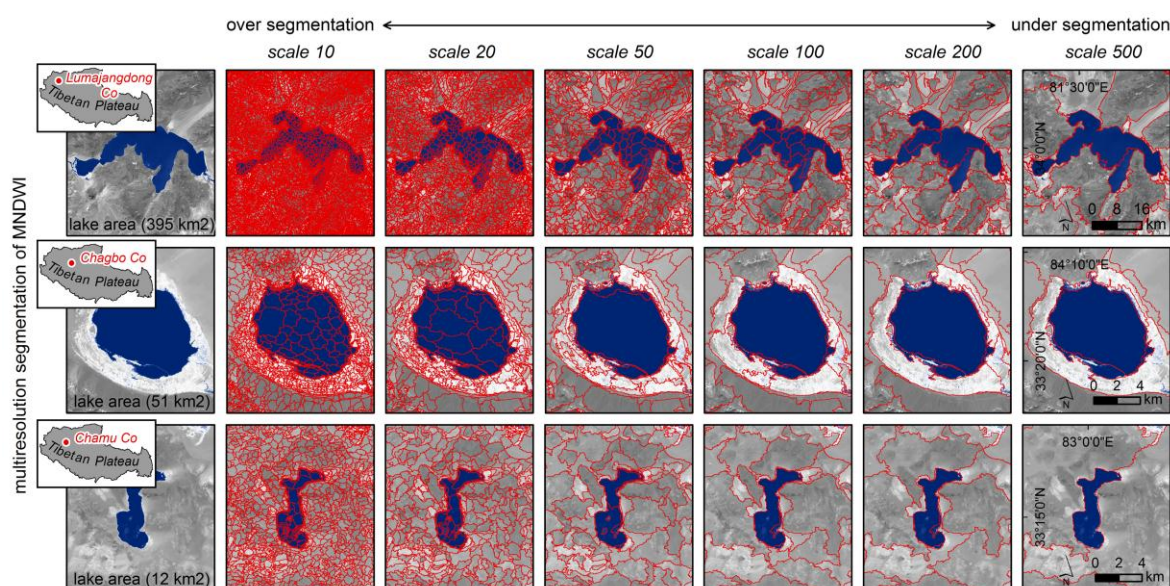 over segmentation
under segmentation
scale 10
scale 20
scale 50
scale 100
scale 200
scale 500
multiresolution segmentation of MNDWI
Lumajangdong
Co
Tibetan Plateau
lake area (395 km2)
81°30'0"E
0 8 16
km
N
Chagbo Co
Tibetan Plateau
lake area (51 km2)
84°10'0"E
33°20'0"N
0 2 4
km
N
Chamu Co
Tibetan Plateau
lake area (12 km2)
83°0'0"E
33°15'0"N
0 2 4
km
N